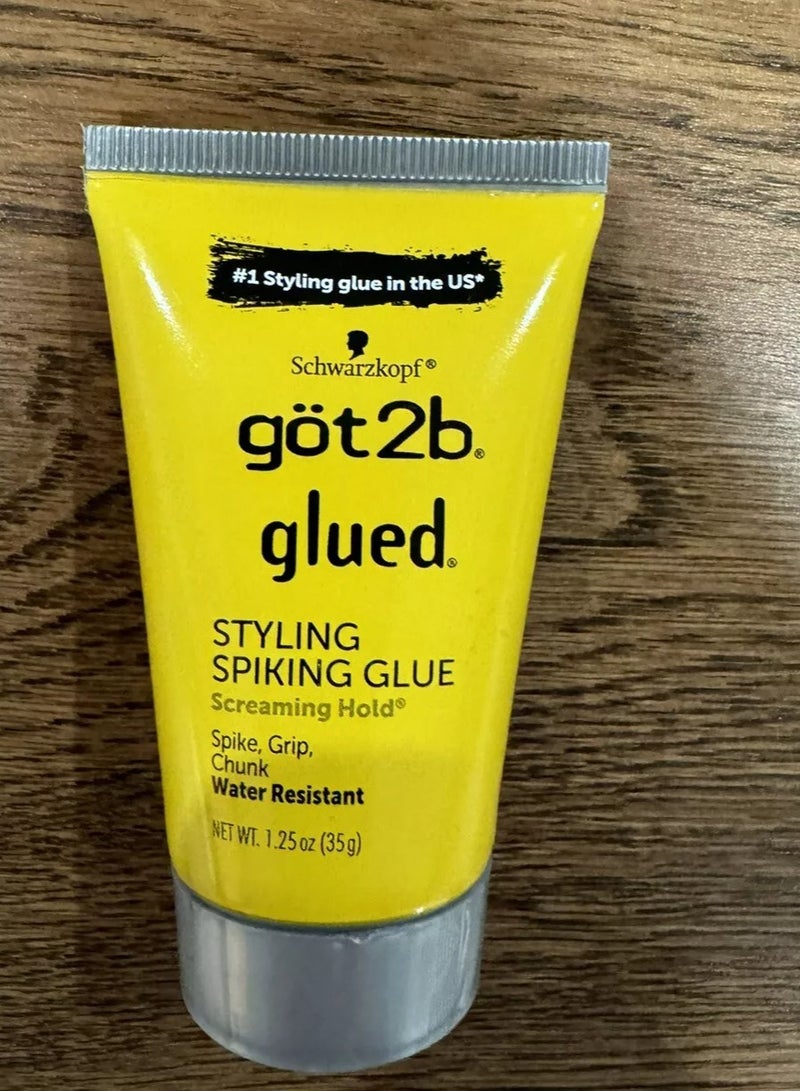 #1 Styling glue in the US*
Schwarzkopf®
göt2b®
glued®
STYLING
SPIKING GLUE
Screaming Hold®
Spike, Grip,
Chunk
Water Resistant
NET WT. 1.25 oz (35 g)